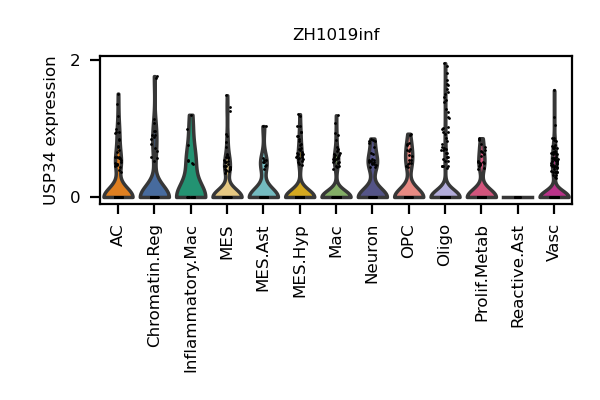 ZH1019inf
USP34 expression
2
0
AC
Chromatin.Reg
Inflammatory.Mac
MES
MES.Ast
MES.Hyp
Mac
Neuron
OPC
Oligo
Prolif.Metab
Reactive.Ast
Vasc